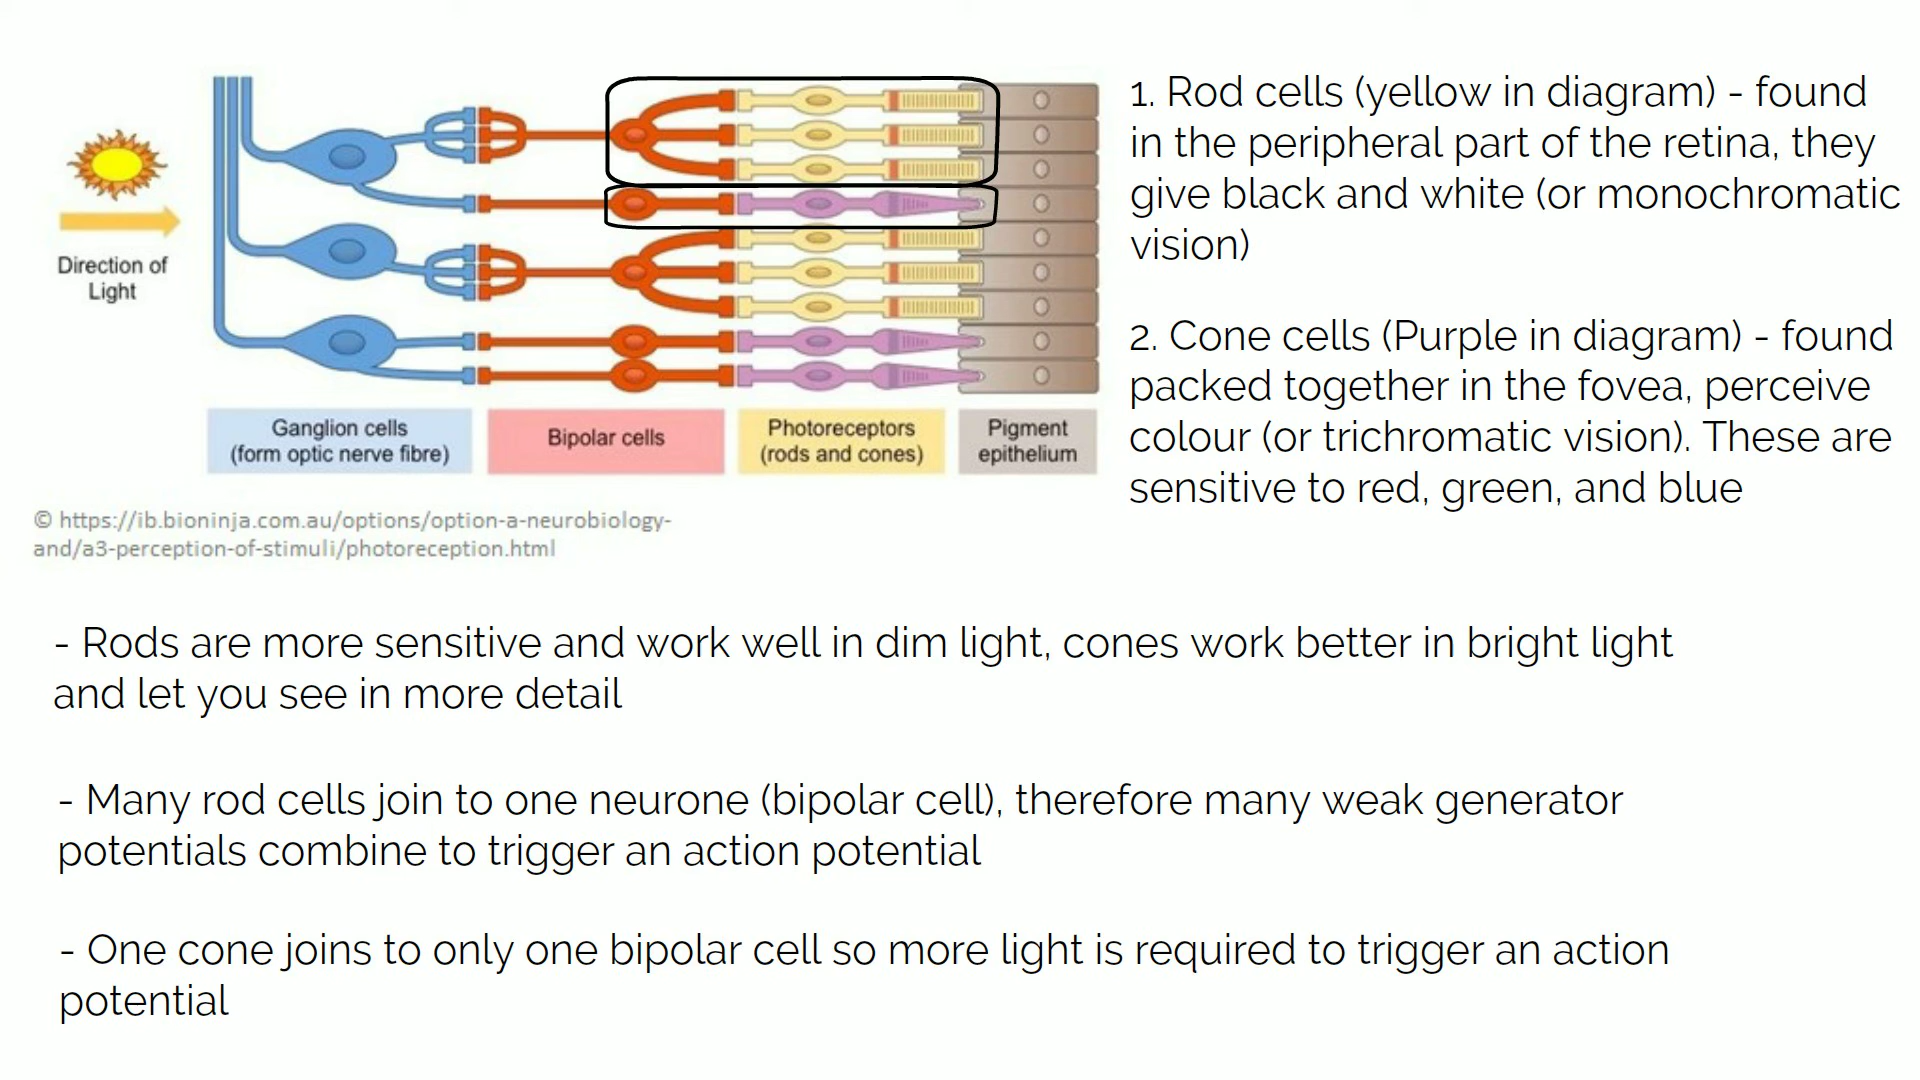 Direction of
Light
Ganglion cells
(form optic nerve fibre)
Bipolar cells
Photoreceptors
(rods and cones)
Pigment
epithelium
© https://ib.bioninja.com.au/options/option-a-neurobiology-
and/a3-perception-of-stimuli/photoreception.html
1. Rod cells (yellow in diagram) - found
in the peripheral part of the retina, they
give black and white (or monochromatic
vision)
2. Cone cells (Purple in diagram) - found
packed together in the fovea, perceive
colour (or trichromatic vision). These are
sensitive to red, green, and blue
- Rods are more sensitive and work well in dim light, cones work better in bright light
and let you see in more detail
- Many rod cells join to one neurone (bipolar cell), therefore many weak generator
potentials combine to trigger an action potential
- One cone joins to only one bipolar cell so more light is required to trigger an action
potential